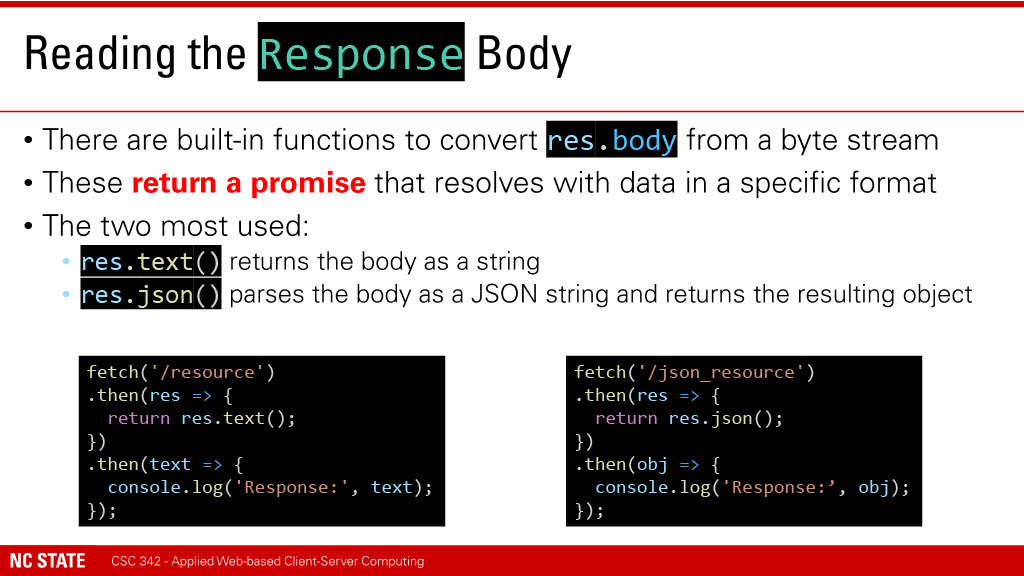 Reading the Response Body
• There are built-in functions to convert res.body from a byte stream
• These return a promise that resolves with data in a specific format
• The two most used:
• res.text() returns the body as a string
• res.json() parses the body as a JSON string and returns the resulting object
fetch('/resource')
.then(res => {
  return res.text();
})
.then(text => {
  console.log('Response:', text);
});
fetch('/json_resource')
.then(res => {
  return res.json();
})
.then(obj => {
  console.log('Response:’, obj);
});
NC STATE CSC 342 - Applied Web-based Client-Server Computing